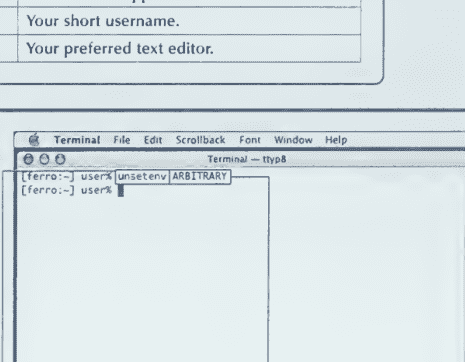 Your short username.
Your preferred text editor.
Terminal File Edit Scrollback Font Window Help
Terminal — ttyp8
[ferro:~] user% unsetenv ARBITRARY
[ferro:~] user%